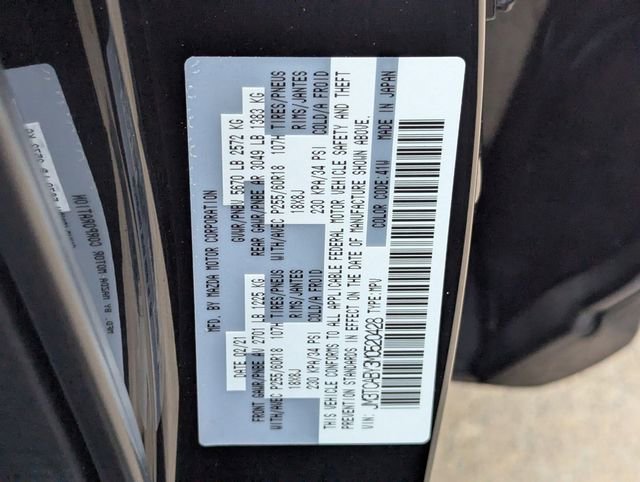 MFD. BY MAZDA MOTOR CORPORATION
DATE 02/21 GVWR/PNBV 5670 LB 2572 KG
FRONT GAWR/PNBE AV 2701 LB 1225 KG REAR GAWR/PNBE AR 3049 LB 1383 KG
WITH/AVEC P255/60R18 107H TIRES/PNEUS WITH/AVEC P255/60R18 107H TIRES/PNEUS
18X8J RIMS/JANTES 18X8J RIMS/JANTES
230 KPA/34 PSI COLD/A FROID 230 KPA/34 PSI COLD/A FROID
THIS VEHICLE CONFORMS TO ALL APPLICABLE FEDERAL MOTOR VEHICLE SAFETY AND THEFT
PREVENTION STANDARDS IN EFFECT ON THE DATE OF MANUFACTURE SHOWN ABOVE.
VIN: TYPE:MPV COLOR CODE:41W MADE IN JAPAN